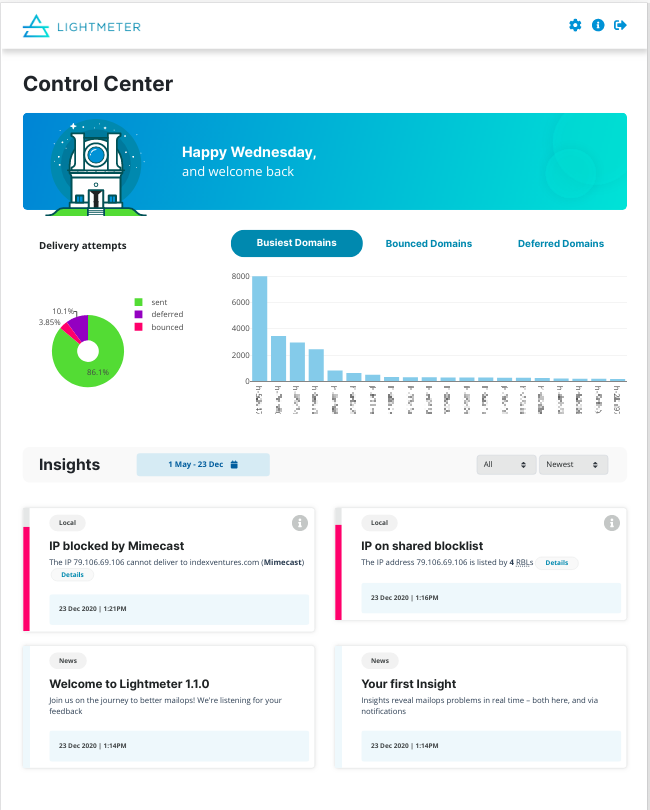 LIGHTMETER
Control Center
Happy Wednesday,
and welcome back
Delivery attempts
Busiest Domains
Bounced Domains
Deferred Domains
10.1%
3.85%
86.1%
sent
deferred
bounced
8000
6000
4000
2000
0
Insights
1 May - 23 Dec
All
Newest
Local
IP blocked by Mimecast
The IP 79.106.69.106 cannot deliver to indexventures.com (Mimecast)
Details
23 Dec 2020 | 1:21PM
Local
IP on shared blocklist
The IP address 79.106.69.106 is listed by 4 RBLs Details
23 Dec 2020 | 1:16PM
News
Welcome to Lightmeter 1.1.0
Join us on the journey to better mailops! We're listening for your
feedback
23 Dec 2020 | 1:14PM
News
Your first Insight
Insights reveal mailops problems in real time – both here, and via
notifications
23 Dec 2020 | 1:14PM